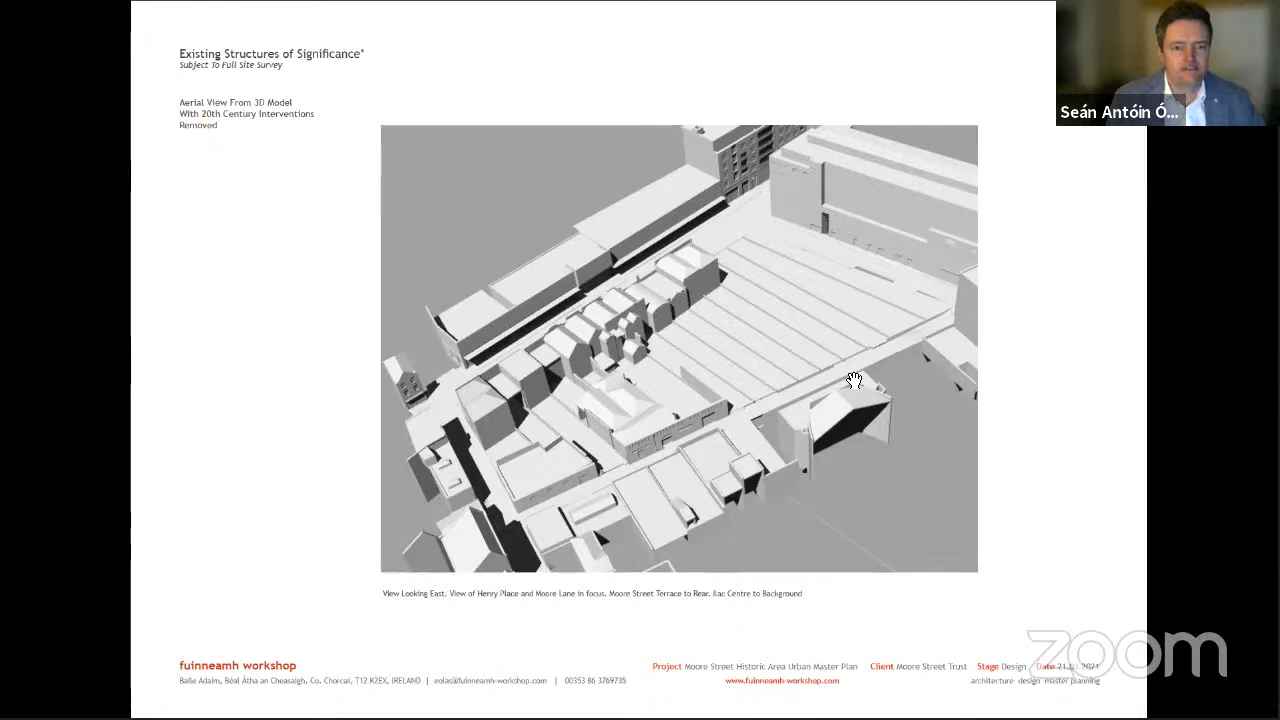 Existing Structures of Significance*
Subject To Full Site Survey
Aerial View From 3D Model
With 20th Century Interventions
Removed
Seán Antóin Ó...
View Looking East. View of Henry Place and Moore Lane in focus. Moore Street Terrace to Rear. Ilac Centre to Background
fuinneamh workshop
Project Moore Street Historic Area Urban Master Plan Client Moore Street Trust Stage Design Date 21.03.2021
Baile Adaim, Béal Átha an Cheasaigh, Co. Chorcaí, T12 K2EX, IRELAND | eolas@fuinneamh-workshop.com | 00353 86 3769735
www.fuinneamh-workshop.com
architecture design master planning
zoom